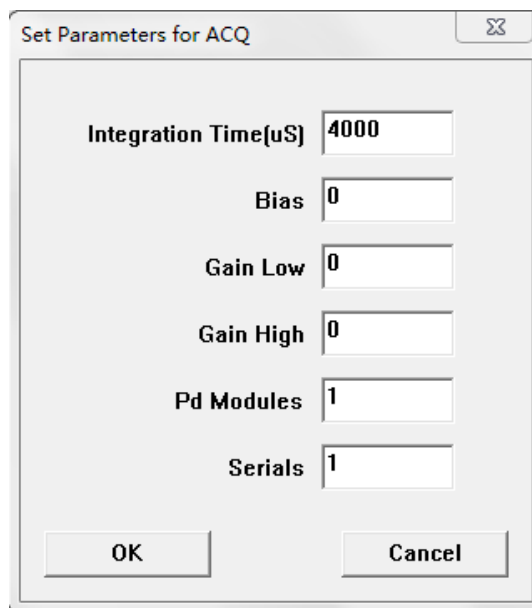 Set Parameters for ACQ
Integration Time(uS) 4000
Bias 0
Gain Low 0
Gain High 0
Pd Modules 1
Serials 1
OK Cancel